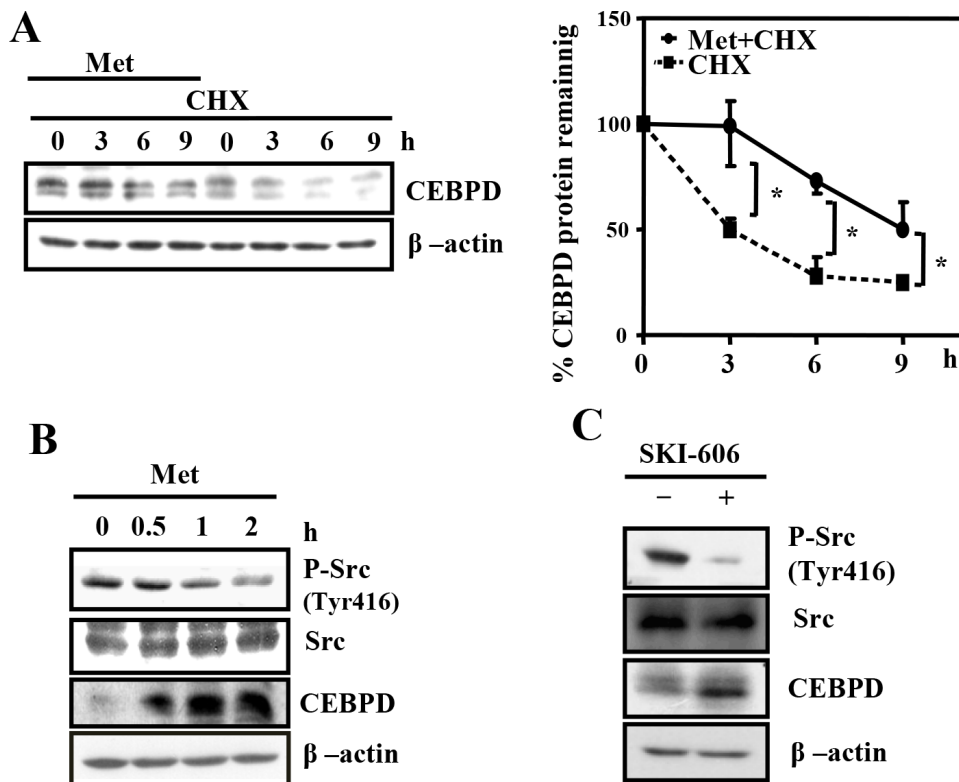 A
Met
CHX
0 3 6 9 0 3 6 9 h
CEBPD
β –actin
% CEBPD protein remainnig
150
100
50
0
Met+CHX
CHX
*
*
*
0 3 6 9 h
B
Met
0 0.5 1 2 h
P-Src
(Tyr416)
Src
CEBPD
β –actin
C
SKI-606
– +
P-Src
(Tyr416)
Src
CEBPD
β –actin